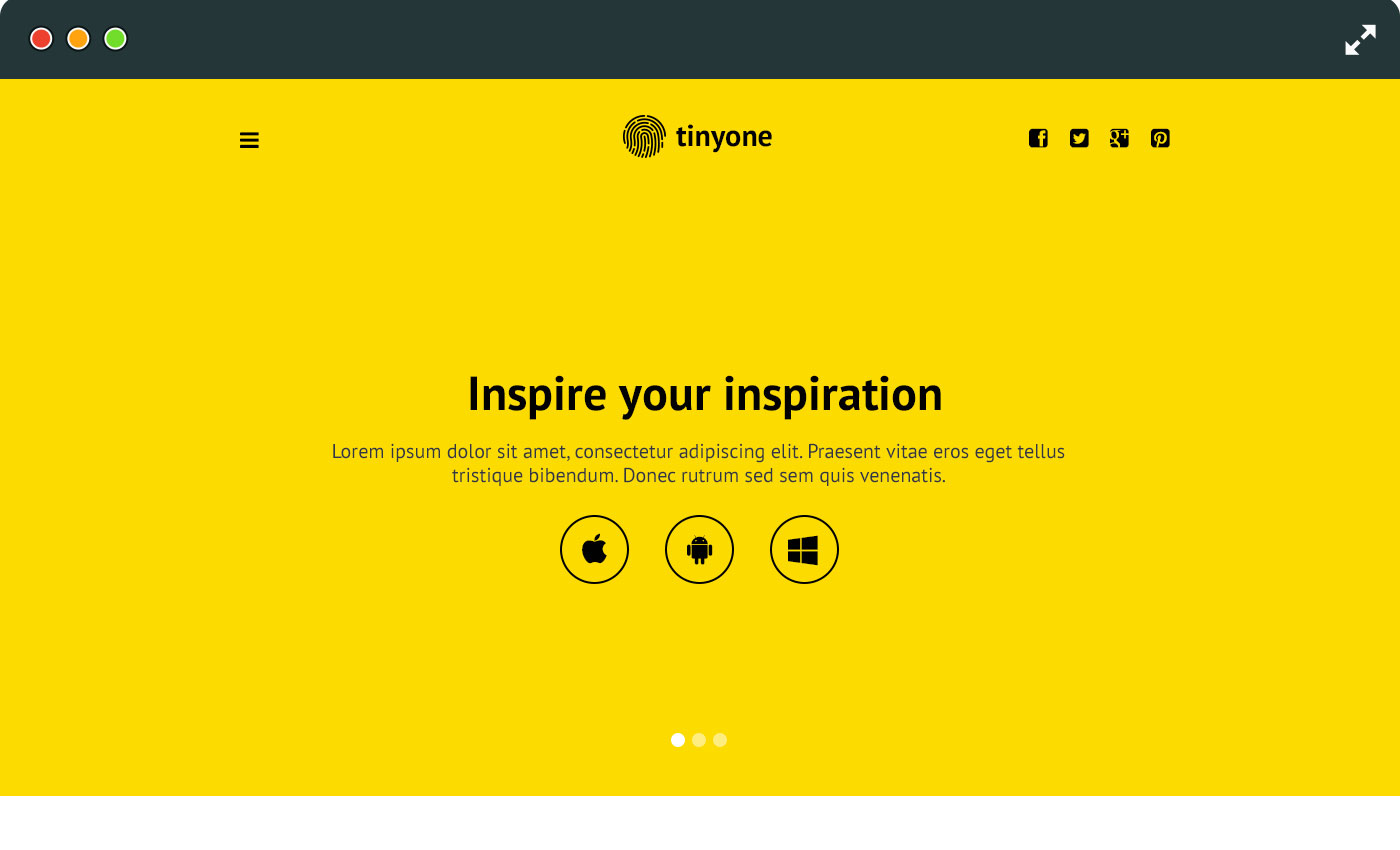 tinyone
Inspire your inspiration
Lorem ipsum dolor sit amet, consectetur adipiscing elit. Praesent vitae eros eget tellus
tristique bibendum. Donec rutrum sed sem quis venenatis.